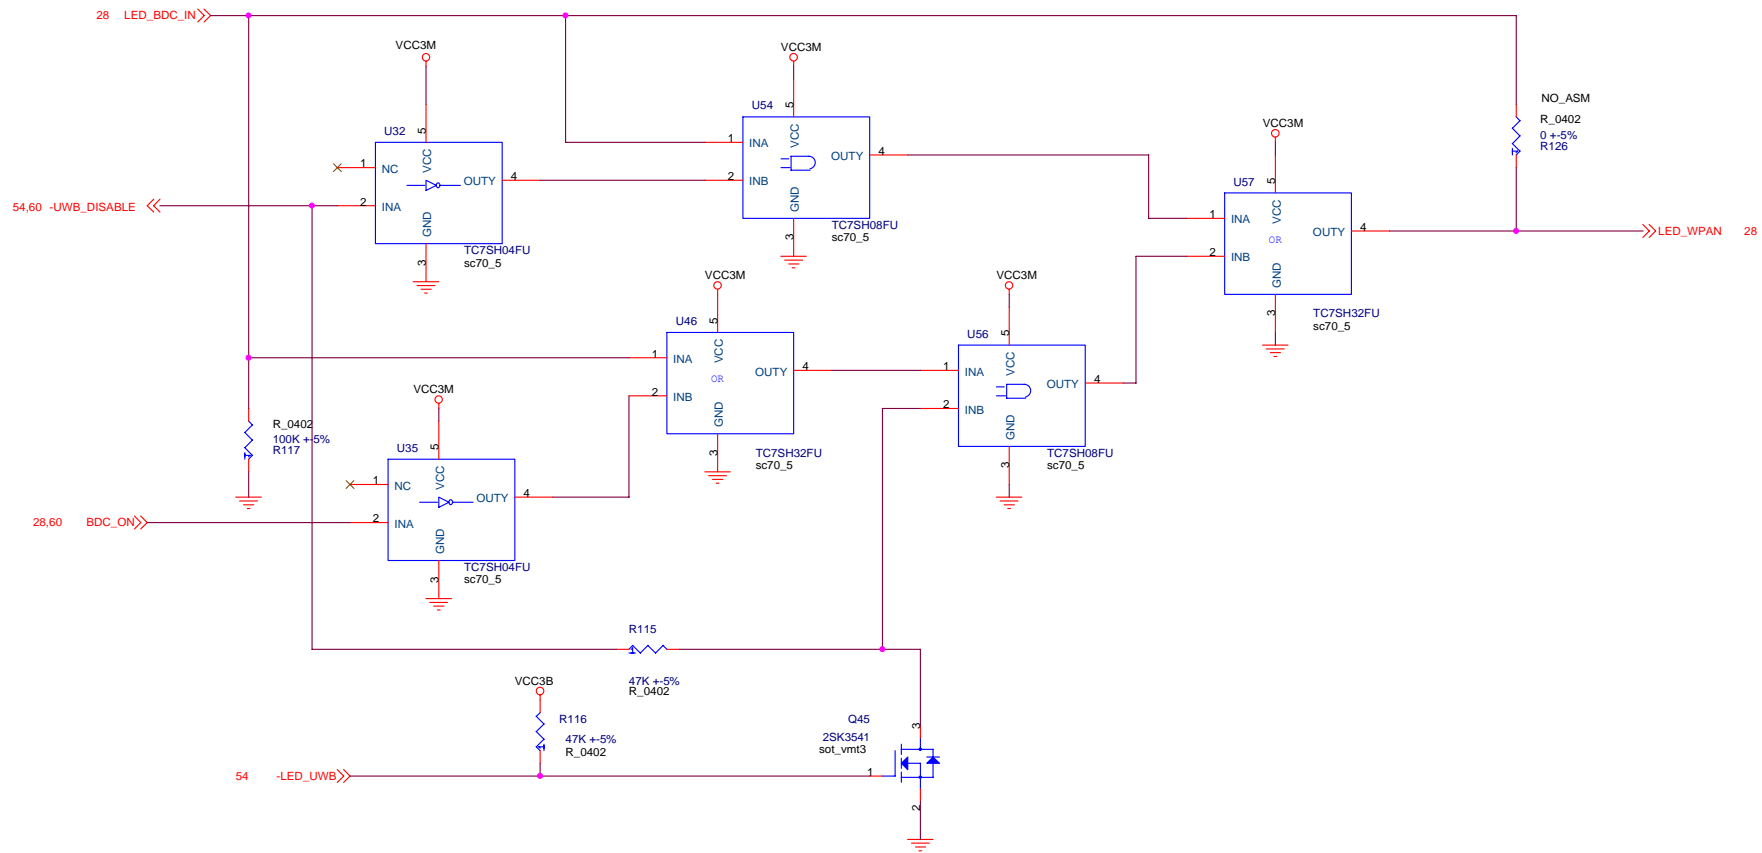 28 LED_BDC_IN
VCC3M
VCC3M
NO_ASM
R_0402
0 +-5%
R126
U32
5
1 NC VCC
OUTY 4
2 INA
GND
3
TC7SH04FU
sc70_5
U54
5
1 INA VCC
OUTY 4
2 INB
GND
3
TC7SH08FU
sc70_5
VCC3M
U57
5
1 INA VCC
OR
OUTY 4
2 INB
GND
3
TC7SH32FU
sc70_5
54,60 -UWB_DISABLE
LED_WPAN 28
VCC3M
U46
5
1 INA VCC
OUTY 4
OR
2 INB
GND
3
TC7SH32FU
sc70_5
VCC3M
U56
5
1 INA VCC
OUTY 4
2 INB
GND
3
TC7SH08FU
sc70_5
R_0402
100K +-5%
R117
VCC3M
U35
5
1 NC VCC
OUTY 4
2 INA
GND
3
TC7SH04FU
sc70_5
28,60 BDC_ON
R115
1
47K +-5%
R_0402
VCC3B
R116
47K +-5%
R_0402
1
Q45
2SK3541
sot_vmt3
3
1
2
54 -LED_UWB